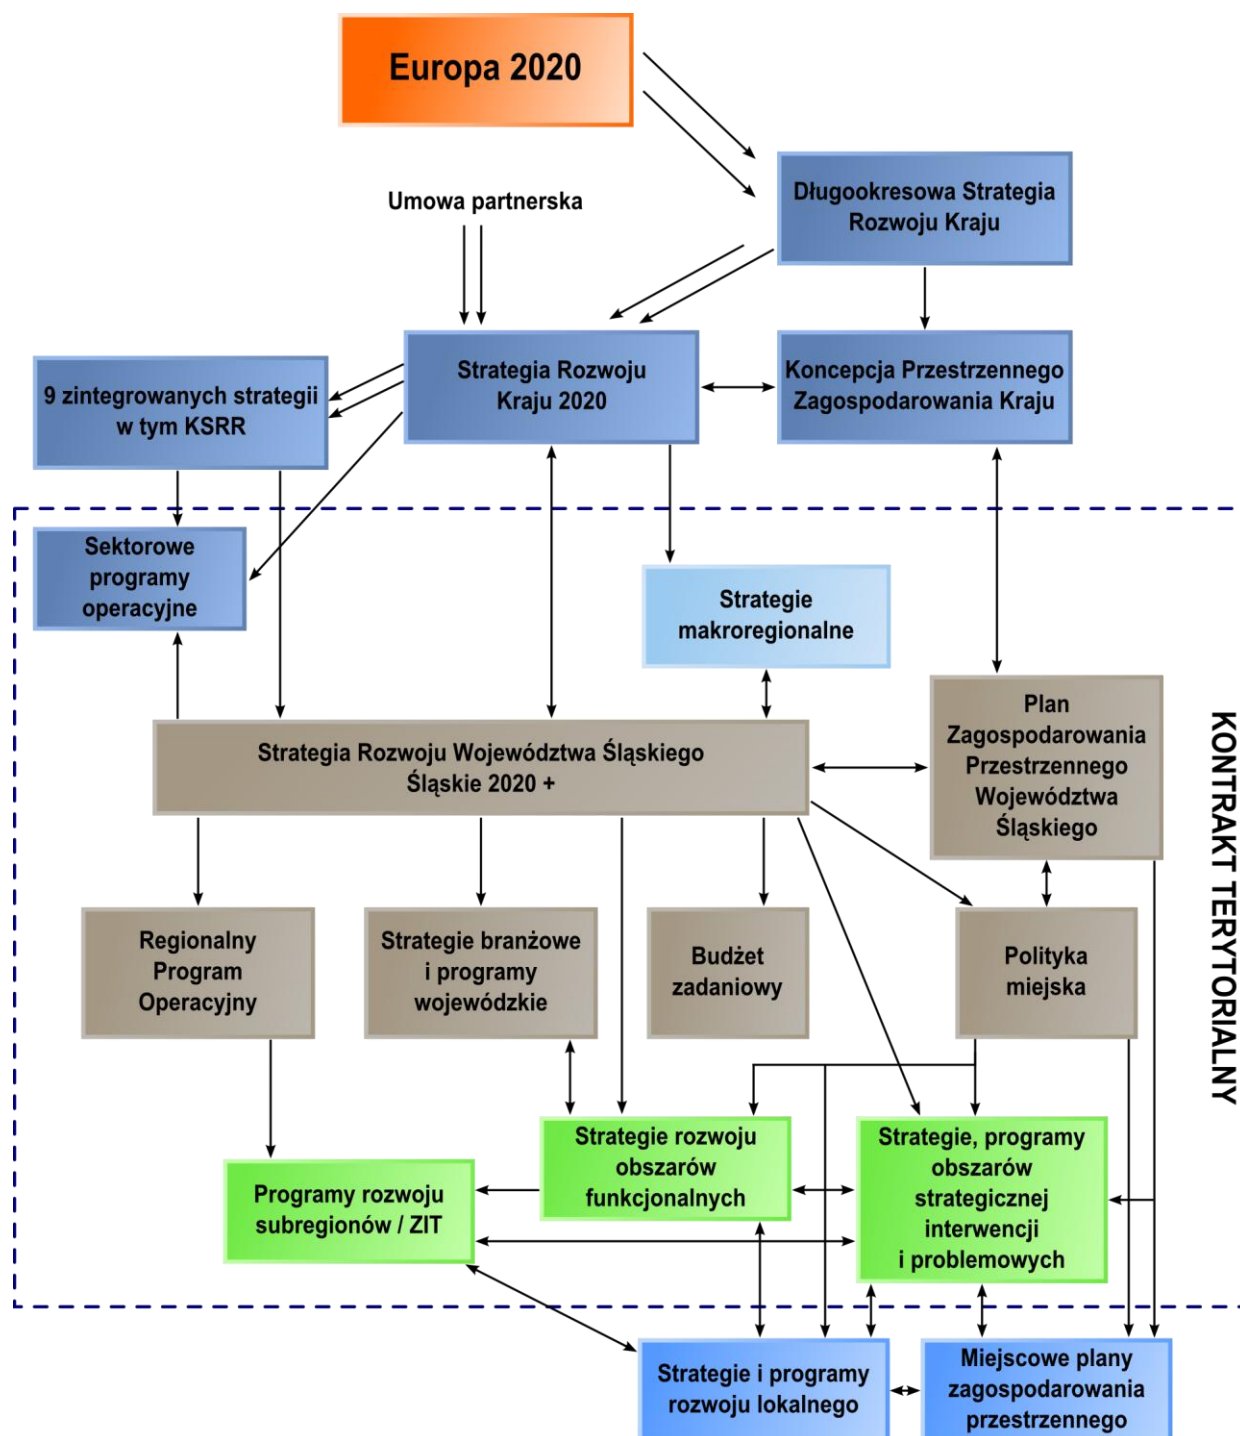 Europa 2020
Długookresowa Strategia
Rozwoju Kraju
Umowa partnerska
Strategia Rozwoju
Kraju 2020
Koncepcja Przestrzennego
Zagospodarowania Kraju
9 zintegrowanych strategii
w tym KSRR
Sektorowe
programy
operacyjne
Strategie
makroregionalne
Plan
Zagospodarowania
Przestrzennego
Województwa
Śląskiego
Strategia Rozwoju Województwa Śląskiego
Śląskie 2020 +
KONTRAKT TERYTORIALNY
Regionalny
Program
Operacyjny
Strategie branżowe
i programy
wojewódzkie
Budżet
zadaniowy
Polityka
miejska
Strategie rozwoju
obszarów
funkcjonalnych
Strategie, programy
obszarów
strategicznej
interwencji
i problemowych
Programy rozwoju
subregionów / ZIT
Strategie i programy
rozwoju lokalnego
Miejscowe plany
zagospodarowania
przestrzennego